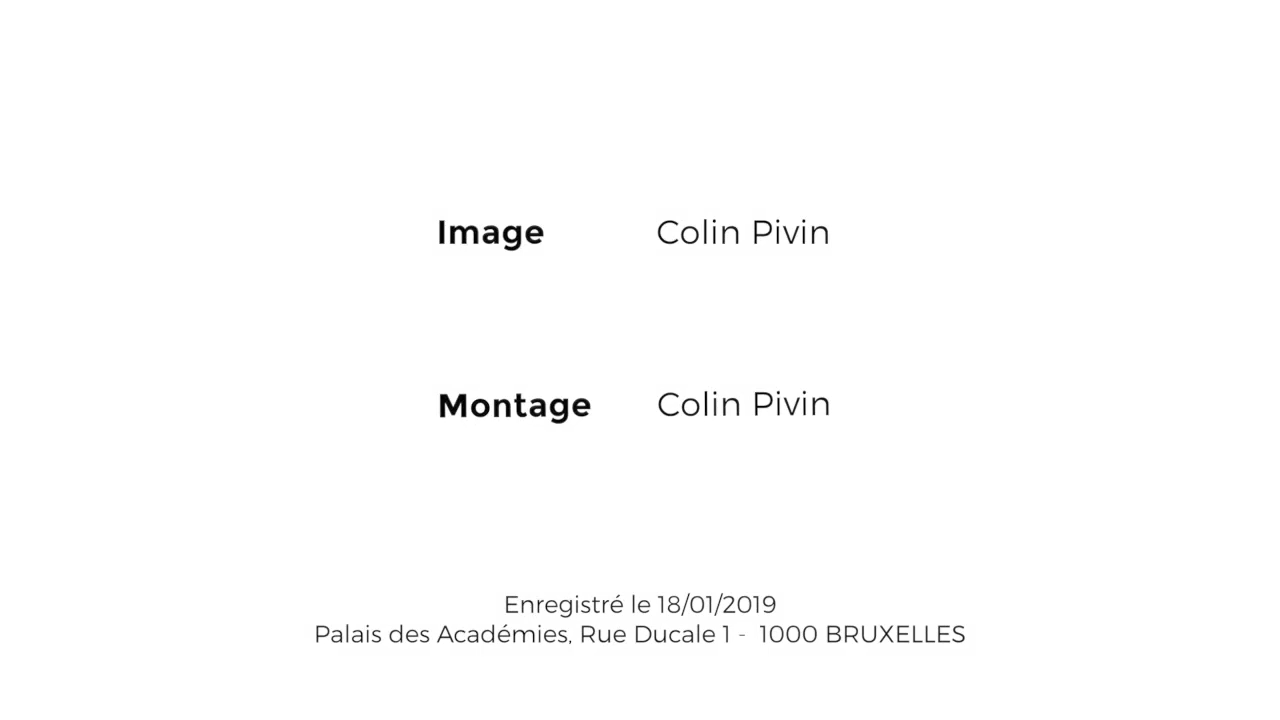 Image Colin Pivin
Montage Colin Pivin
Enregistré le 18/01/2019
Palais des Académies, Rue Ducale 1 - 1000 BRUXELLES